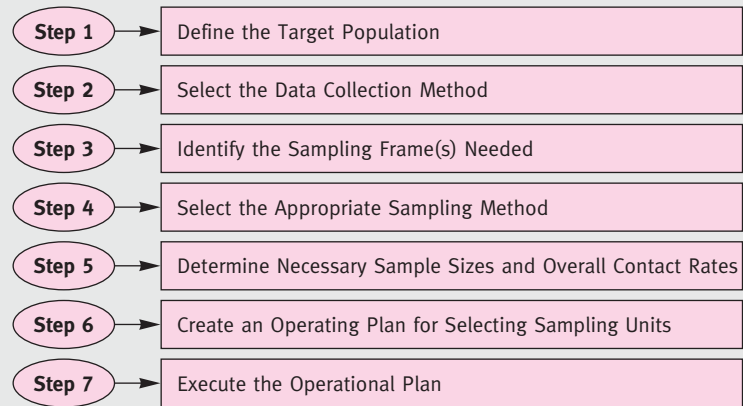 Step 1 Define the Target Population
Step 2 Select the Data Collection Method
Step 3 Identify the Sampling Frame(s) Needed
Step 4 Select the Appropriate Sampling Method
Step 5 Determine Necessary Sample Sizes and Overall Contact Rates
Step 6 Create an Operating Plan for Selecting Sampling Units
Step 7 Execute the Operational Plan